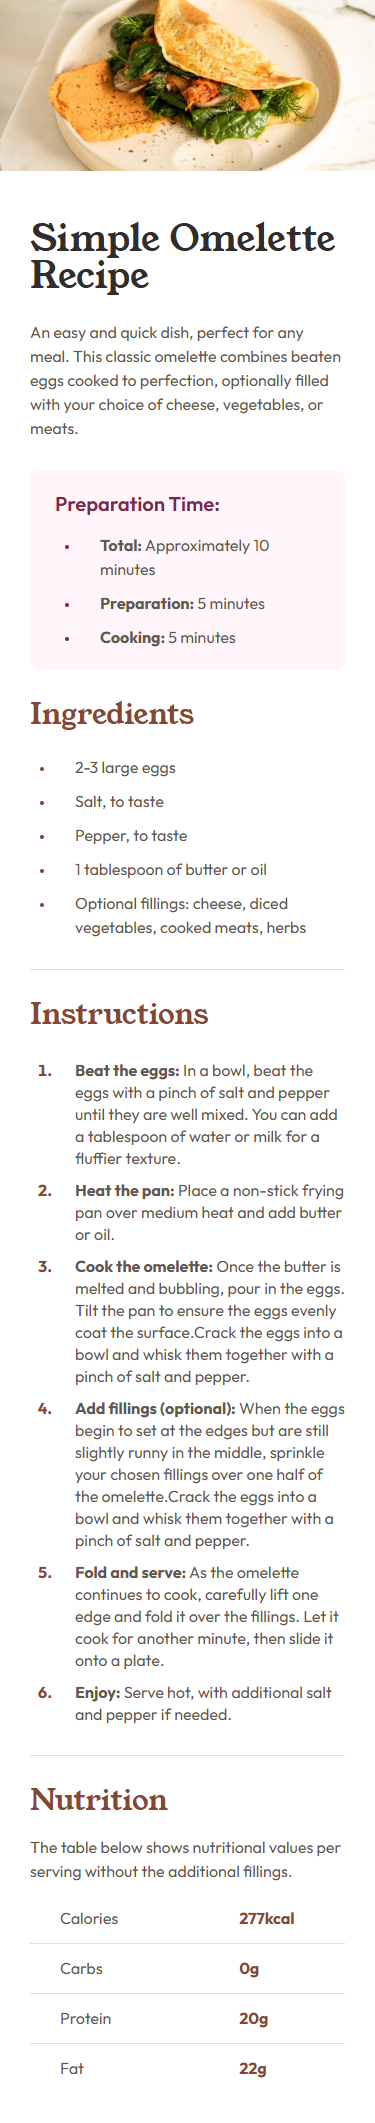 Simple Omelette
Recipe
An easy and quick dish, perfect for any
meal. This classic omelette combines beaten
eggs cooked to perfection, optionally filled
with your choice of cheese, vegetables, or
meats.
Preparation Time:
• Total: Approximately 10
minutes
• Preparation: 5 minutes
• Cooking: 5 minutes
Ingredients
• 2-3 large eggs
• Salt, to taste
• Pepper, to taste
• 1 tablespoon of butter or oil
• Optional fillings: cheese, diced
vegetables, cooked meats, herbs
Instructions
1. Beat the eggs: In a bowl, beat the
eggs with a pinch of salt and pepper
until they are well mixed. You can add
a tablespoon of water or milk for a
fluffier texture.
2. Heat the pan: Place a non-stick frying
pan over medium heat and add butter
or oil.
3. Cook the omelette: Once the butter is
melted and bubbling, pour in the eggs.
Tilt the pan to ensure the eggs evenly
coat the surface.Crack the eggs into a
bowl and whisk them together with a
pinch of salt and pepper.
4. Add fillings (optional): When the eggs
begin to set at the edges but are still
slightly runny in the middle, sprinkle
your chosen fillings over one half of
the omelette.Crack the eggs into a
bowl and whisk them together with a
pinch of salt and pepper.
5. Fold and serve: As the omelette
continues to cook, carefully lift one
edge and fold it over the fillings. Let it
cook for another minute, then slide it
onto a plate.
6. Enjoy: Serve hot, with additional salt
and pepper if needed.
Nutrition
The table below shows nutritional values per
serving without the additional fillings.
Calories 277kcal
Carbs 0g
Protein 20g
Fat 22g